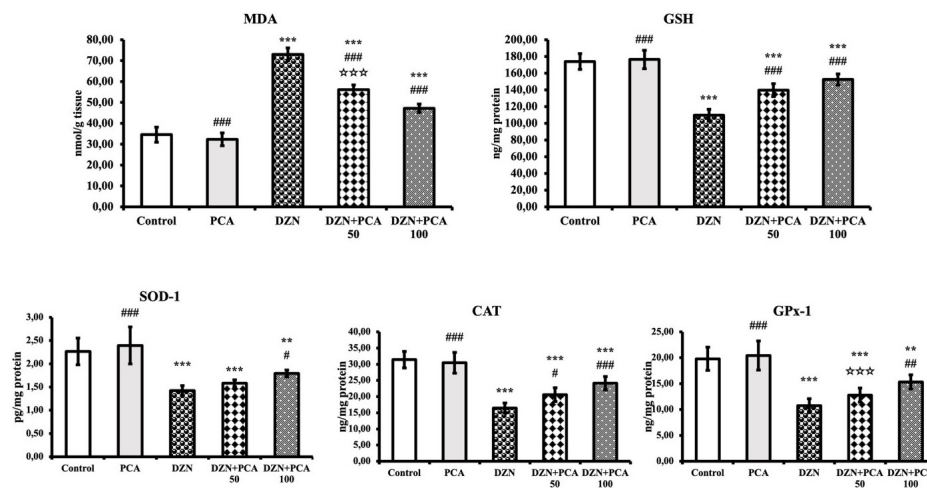 MDA
80,00
70,00
60,00
50,00
40,00
30,00
20,00
10,00
0,00
nmol/g tissue
###
***
***
###
☆☆☆
***
###
Control
PCA
DZN
DZN+PCA
50
DZN+PCA
100
GSH
200,00
180,00
160,00
140,00
120,00
100,00
80,00
60,00
40,00
20,00
0,00
ng/mg protein
###
***
***
###
***
###
Control
PCA
DZN
DZN+PCA
50
DZN+PCA
100
SOD-1
3,00
2,50
2,00
1,50
1,00
0,50
0,00
pg/mg protein
###
***
***
**
#
Control
PCA
DZN
DZN+PCA
50
DZN+PCA
100
CAT
40,00
35,00
30,00
25,00
20,00
15,00
10,00
5,00
0,00
ng/mg protein
###
***
***
#
***
###
Control
PCA
DZN
DZN+PCA
50
DZN+PCA
100
GPx-1
25,00
20,00
15,00
10,00
5,00
0,00
ng/mg protein
###
***
***
☆☆☆
**
##
Control
PCA
DZN
DZN+PCA
50
DZN+PCA
100